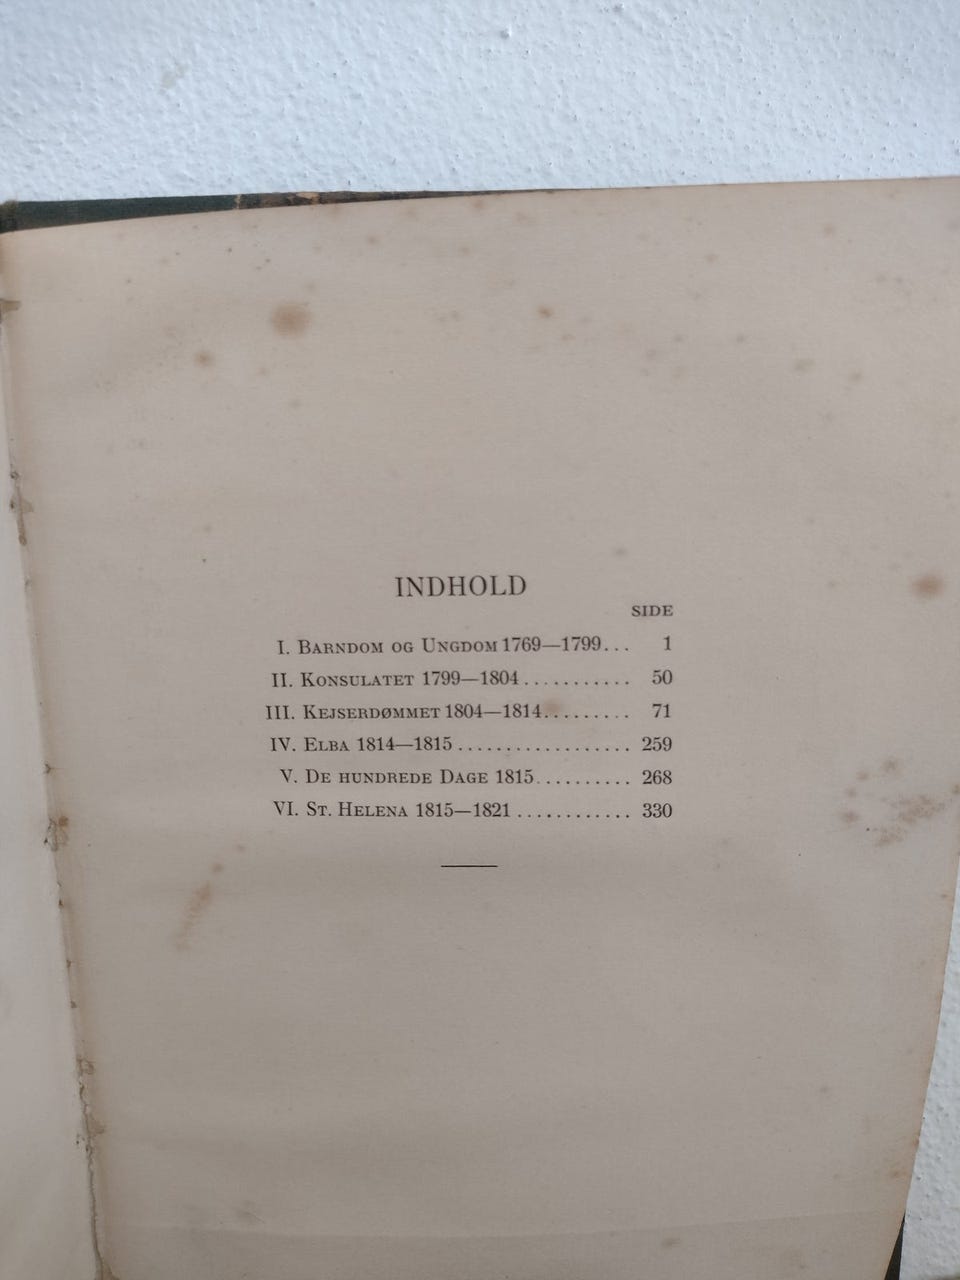 INDHOLD
SIDE
I. Barndom og Ungdom 1769—1799... 1
II. Konsulatet 1799—1804........... 50
III. Kejserdømmet 1804—1814......... 71
IV. Elba 1814—1815.................. 259
V. De hundrede Dage 1815.......... 268
VI. St. Helena 1815—1821............ 330